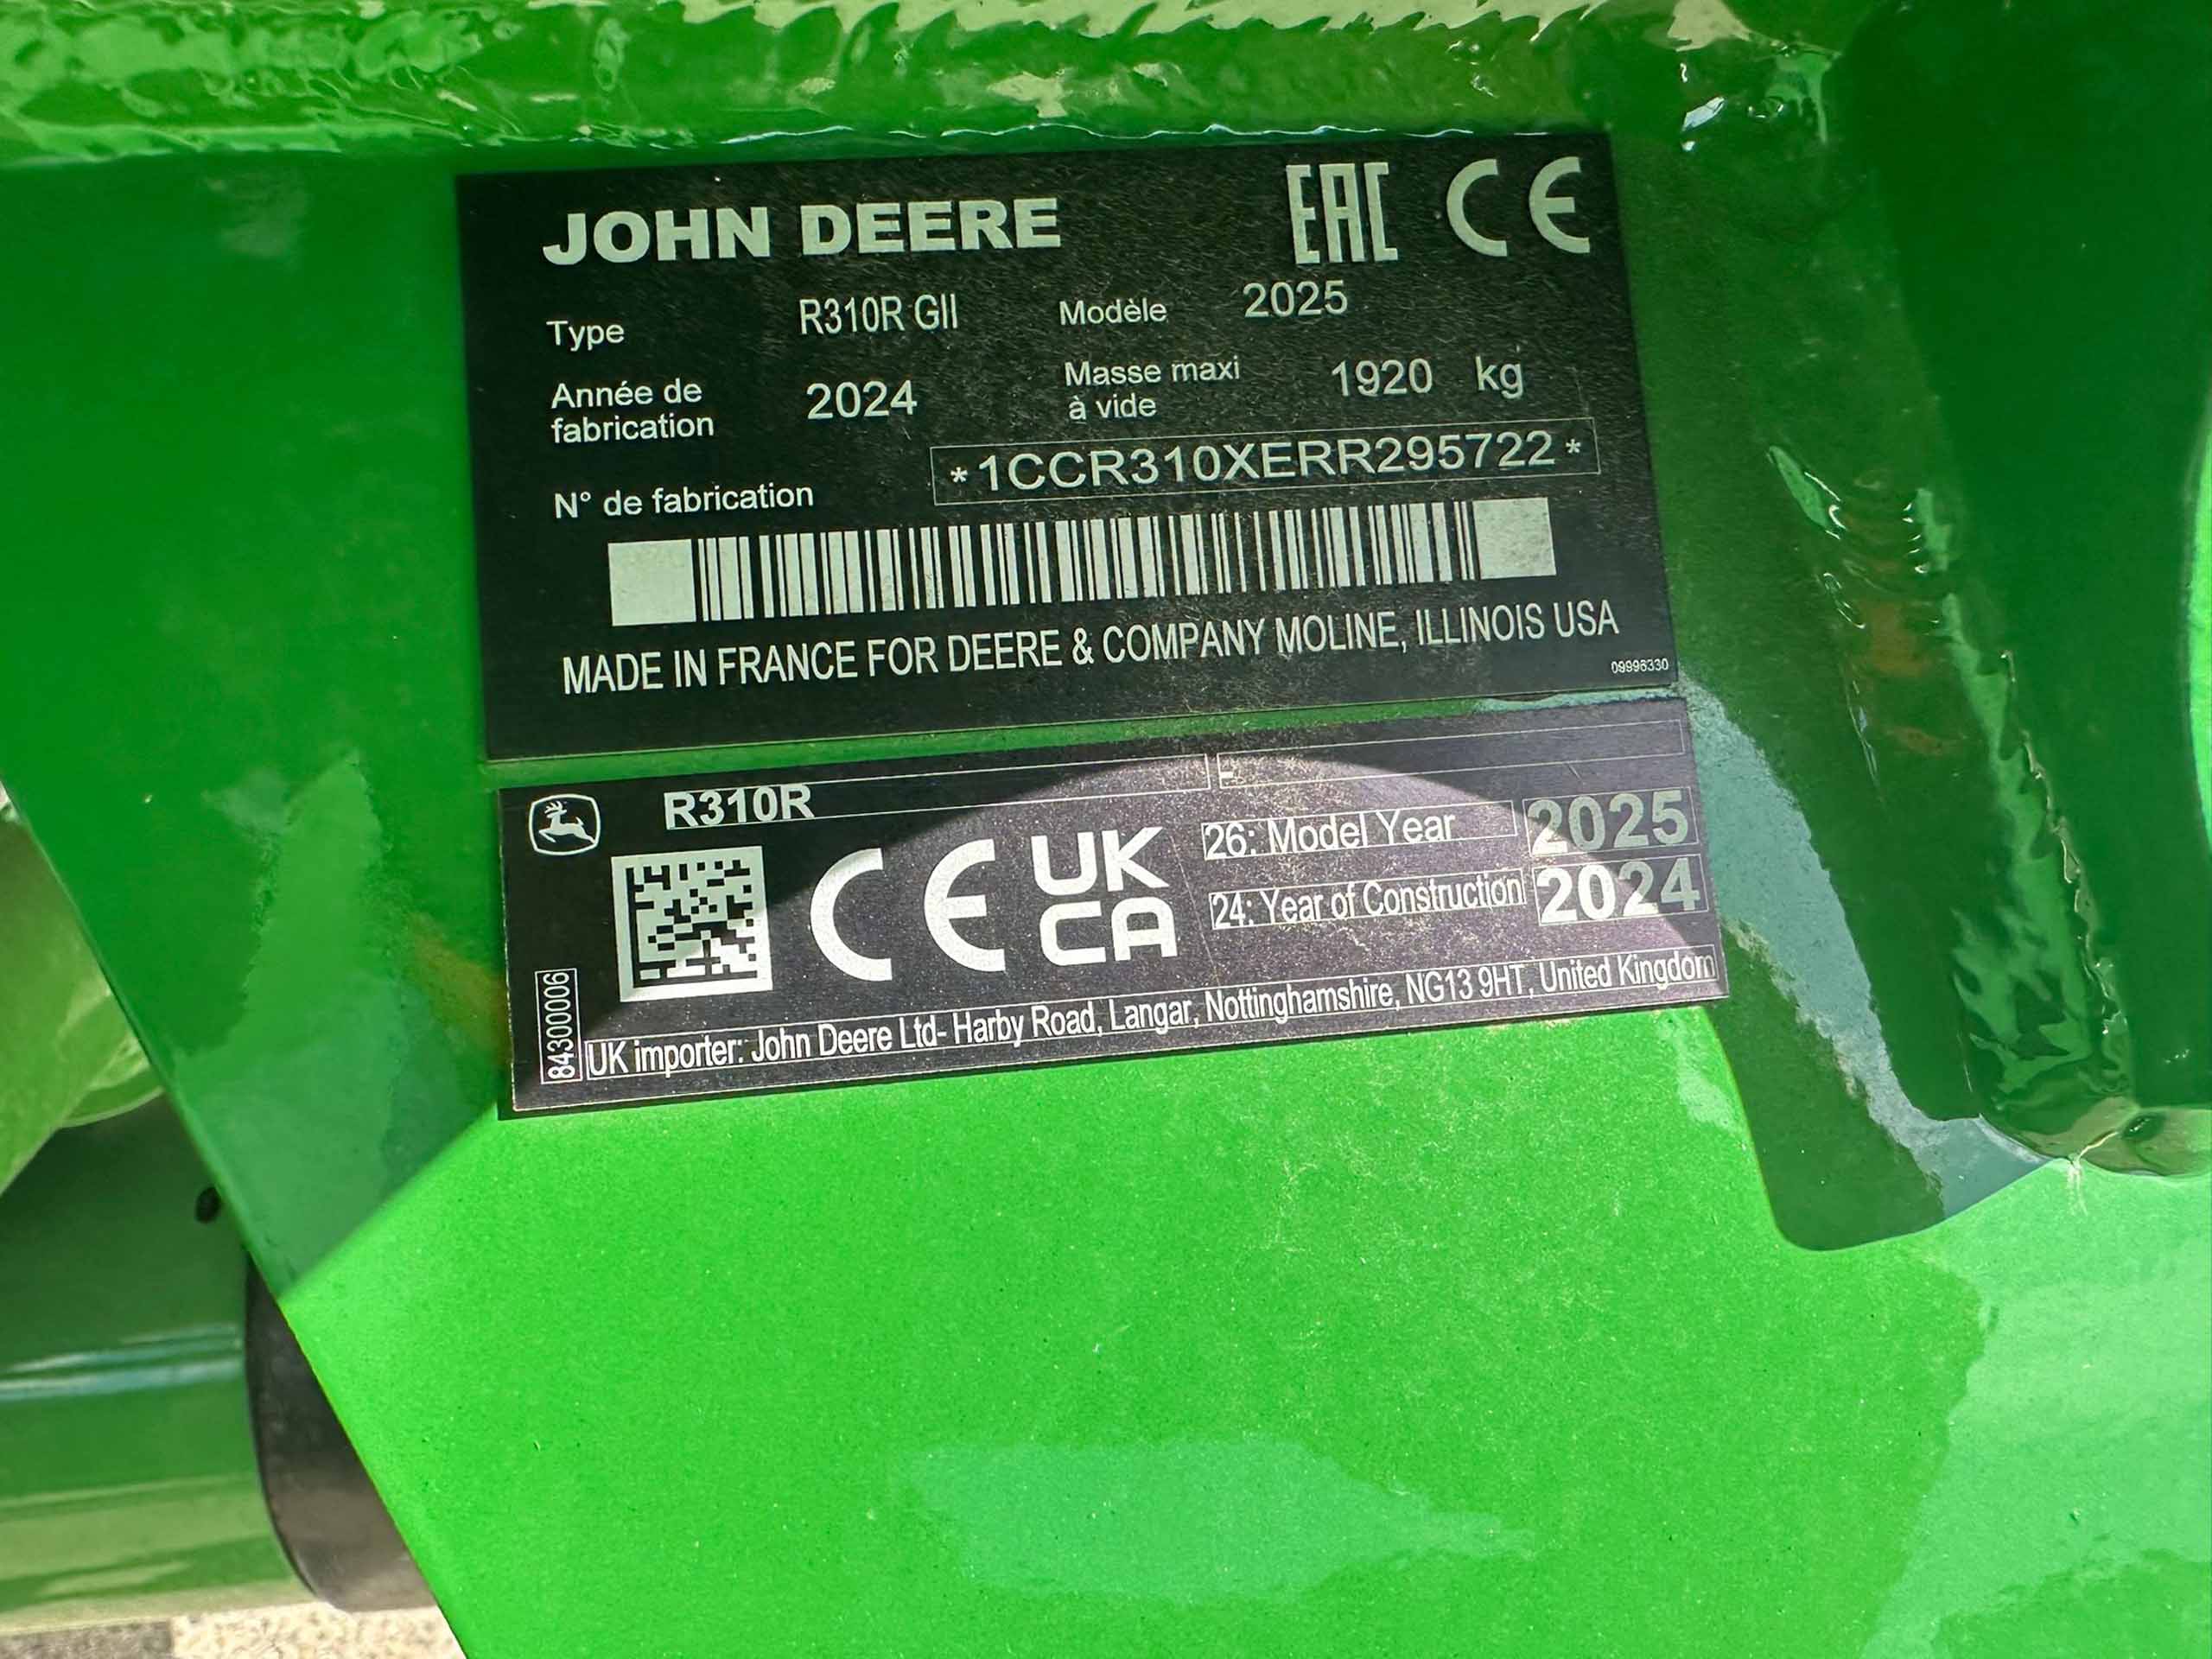 JOHN DEERE EAC CE
Type R310R GII Modèle 2025
Année de fabrication 2024 Masse maxi à vide 1920 kg
N° de fabrication *1CCR310XERR295722*
MADE IN FRANCE FOR DEERE & COMPANY MOLINE, ILLINOIS USA
09996330
R310R -
CE UK CA
26: Model Year 2025
24: Year of Construction 2024
84300006
UK importer: John Deere Ltd- Harby Road, Langar, Nottinghamshire, NG13 9HT, United Kingdom